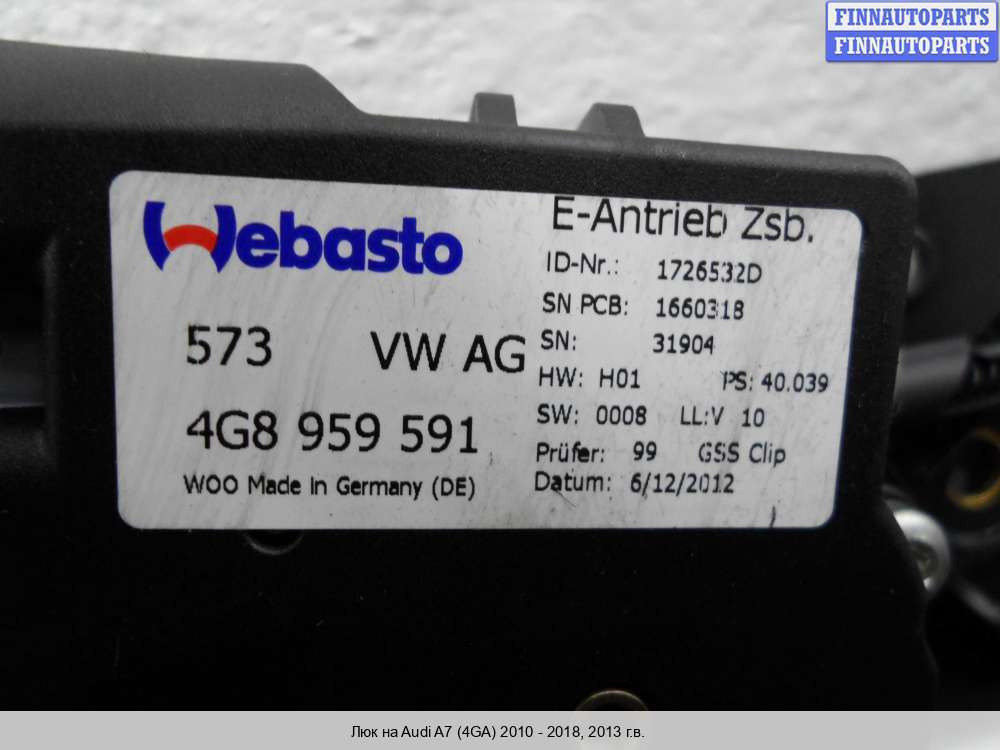 FINNAUTOPARTS
FINNAUTOPARTS
Webasto
573 VW AG
4G8 959 591
WOO Made in Germany (DE)
E-Antrieb Zsb.
ID-Nr.: 1726532D
SN PCB: 1660318
SN: 31904
HW: H01 PS: 40.039
SW: 0008 LL:V 10
Prüfer: 99 GSS Clip
Datum: 6/12/2012
Люк на Audi A7 (4GA) 2010 - 2018, 2013 г.в.